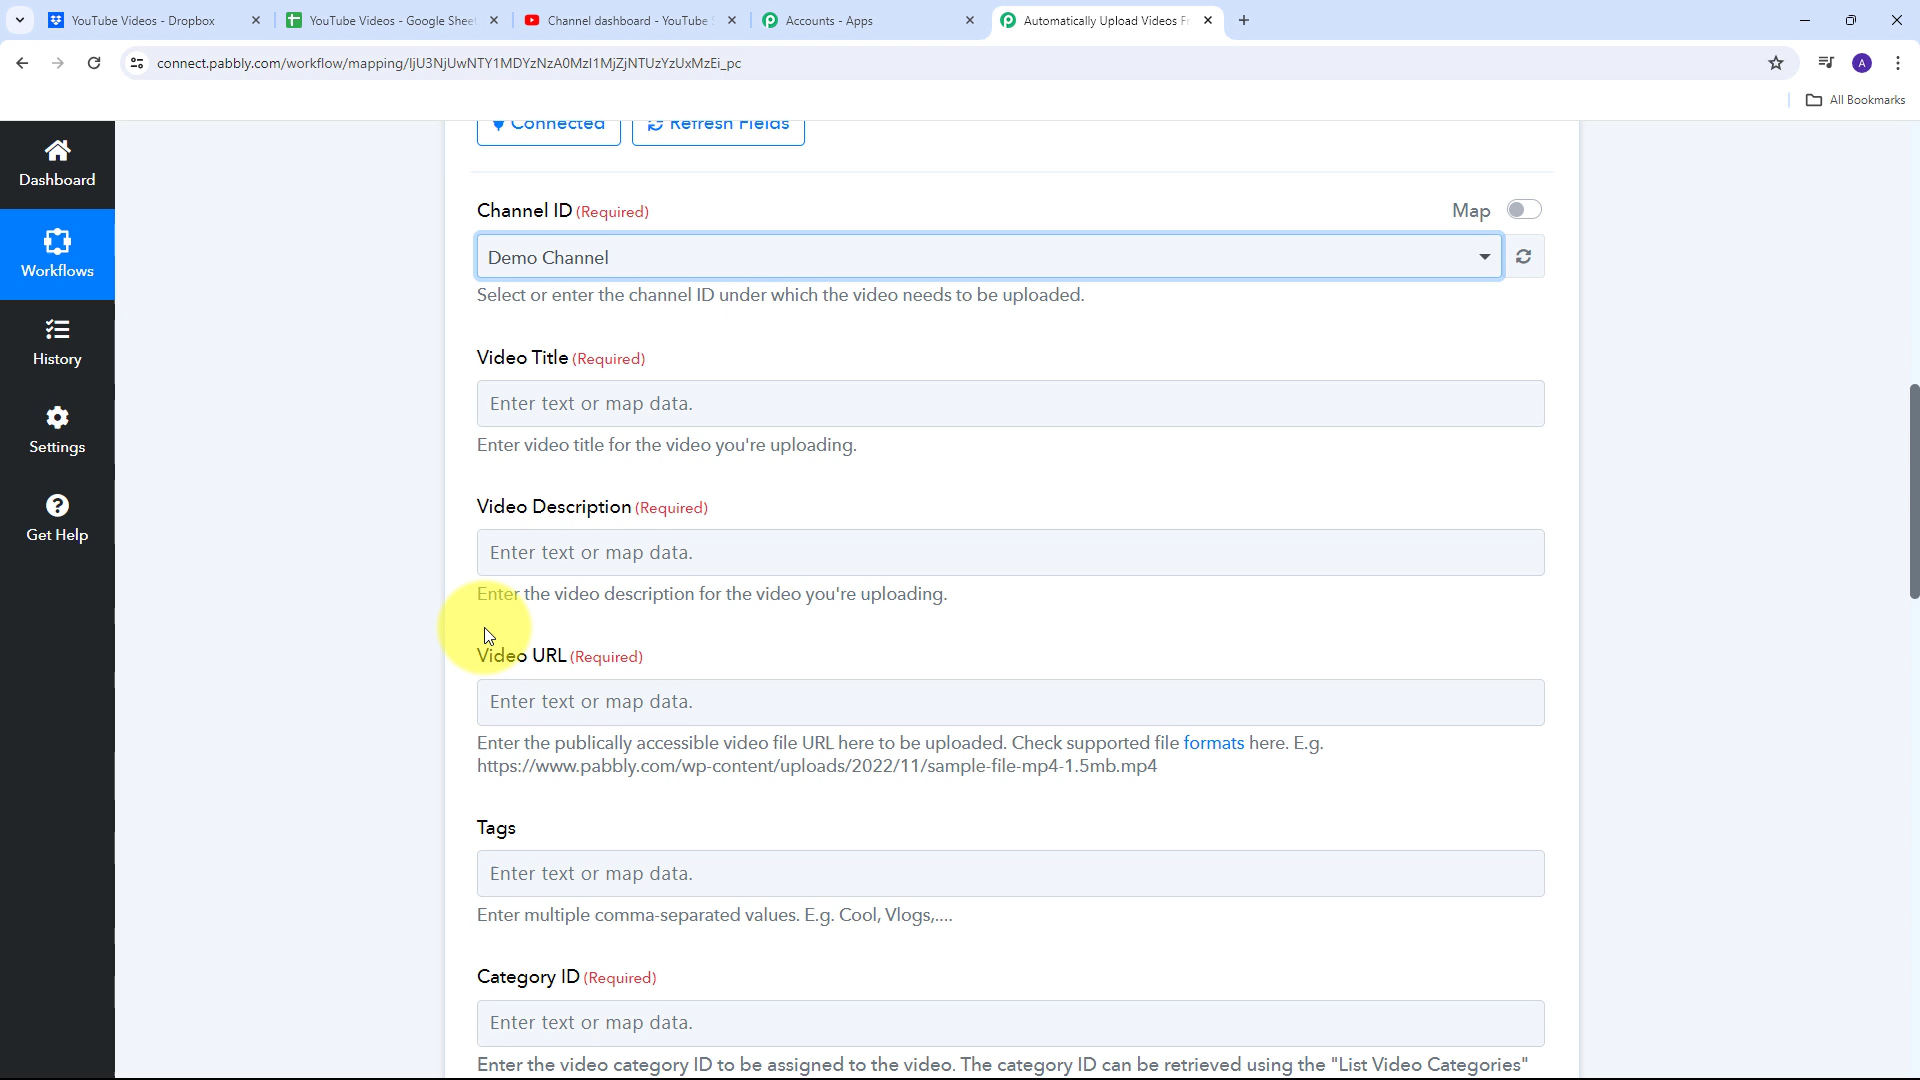 YouTube Videos - Dropbox
YouTube Videos - Google Sheet
Channel dashboard - YouTube S
Accounts - Apps
Automatically Upload Videos Fr
connect.pabbly.com/workflow/mapping/IjU3NjUwNTY1MDYzNzA0MzI1MjZjNTUzYzUxMzEi_pc
A
All Bookmarks
Dashboard
Workflows
History
Settings
Get Help
Connected
Refresh Fields
Channel ID (Required)
Map
Demo Channel
Select or enter the channel ID under which the video needs to be uploaded.
Video Title (Required)
Enter text or map data.
Enter video title for the video you're uploading.
Video Description (Required)
Enter text or map data.
Enter the video description for the video you're uploading.
Video URL (Required)
Enter text or map data.
Enter the publically accessible video file URL here to be uploaded. Check supported file formats here. E.g.
https://www.pabbly.com/wp-content/uploads/2022/11/sample-file-mp4-1.5mb.mp4
Tags
Enter text or map data.
Enter multiple comma-separated values. E.g. Cool, Vlogs,....
Category ID (Required)
Enter text or map data.
Enter the video category ID to be assigned to the video. The category ID can be retrieved using the "List Video Categories"